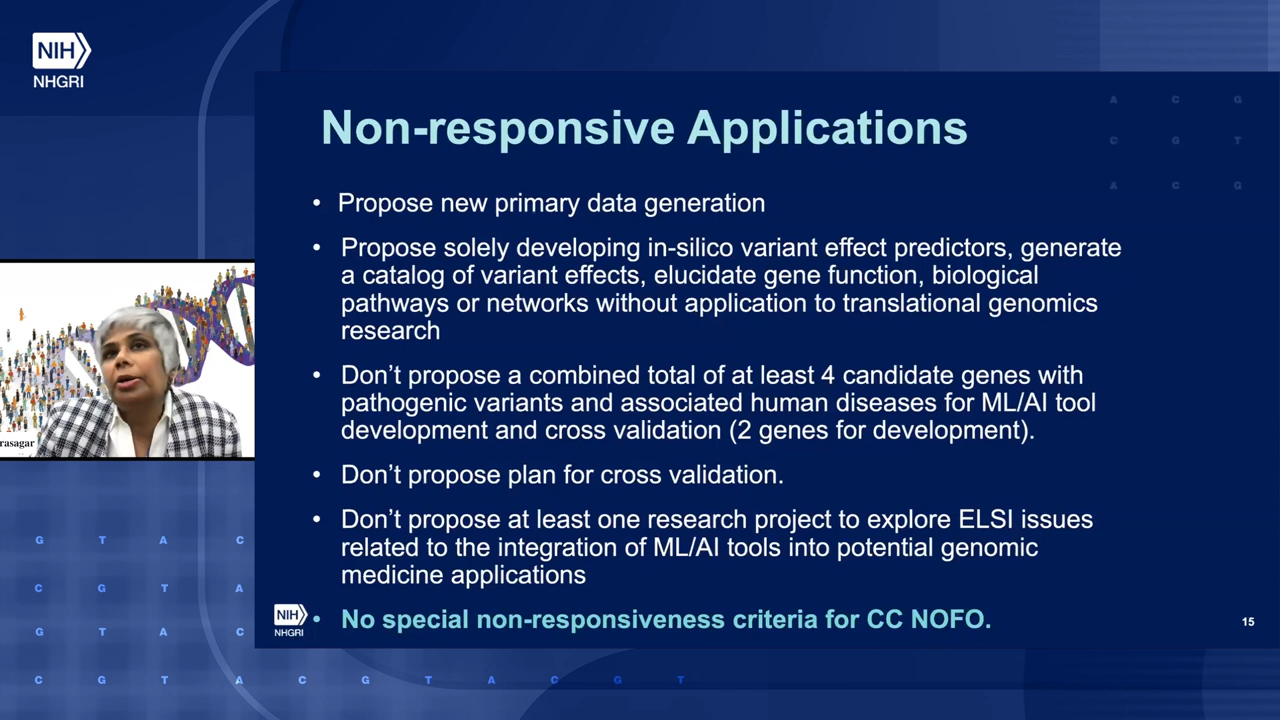 NIH
NHGRI
Non-responsive Applications
A C G
C G T
A C G
• Propose new primary data generation
• Propose solely developing in-silico variant effect predictors, generate
a catalog of variant effects, elucidate gene function, biological
pathways or networks without application to translational genomics
research
• Don’t propose a combined total of at least 4 candidate genes with
pathogenic variants and associated human diseases for ML/AI tool
development and cross validation (2 genes for development).
• Don’t propose plan for cross validation.
• Don’t propose at least one research project to explore ELSI issues
related to the integration of ML/AI tools into potential genomic
medicine applications
• No special non-responsiveness criteria for CC NOFO.
NIH
NHGRI
15
rasagar
G T A C
C G T A
G T A C
C G T A C G T A C G T